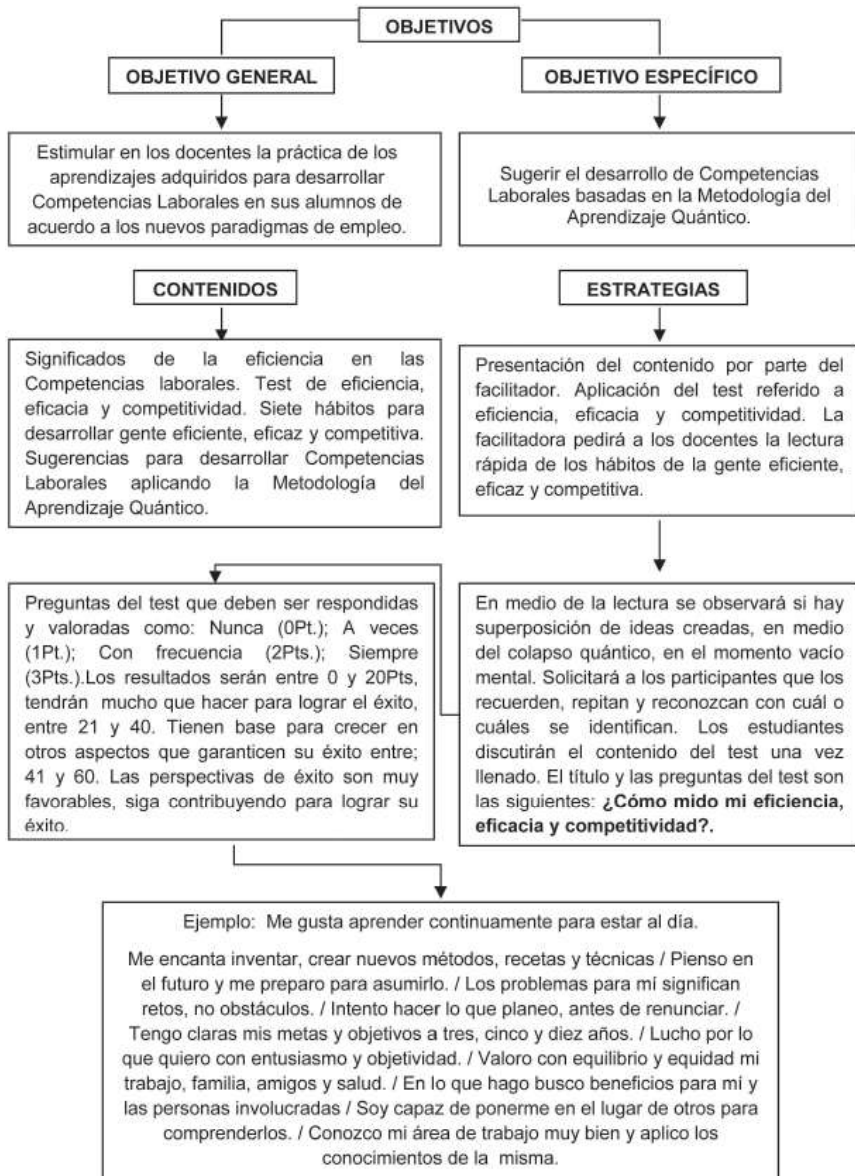 OBJETIVOS
OBJETIVO GENERAL
OBJETIVO ESPECÍFICO
Estimular en los docentes la práctica de los
aprendizajes adquiridos para desarrollar
Competencias Laborales en sus alumnos de
acuerdo a los nuevos paradigmas de empleo.
Sugerir el desarrollo de Competencias
Laborales basadas en la Metodología del
Aprendizaje Quántico.
CONTENIDOS
ESTRATEGIAS
Significados de la eficiencia en las
Competencias laborales. Test de eficiencia,
eficacia y competitividad. Siete hábitos para
desarrollar gente eficiente, eficaz y competitiva.
Sugerencias para desarrollar Competencias
Laborales aplicando la Metodología del
Aprendizaje Quántico.
Presentación del contenido por parte del
facilitador. Aplicación del test referido a
eficiencia, eficacia y competitividad. La
facilitadora pedirá a los docentes la lectura
rápida de los hábitos de la gente eficiente,
eficaz y competitiva.
En medio de la lectura se observará si hay
superposición de ideas creadas, en medio
del colapso quántico, en el momento vacío
mental. Solicitará a los participantes que los
recuerden, repitan y reconozcan con cuál o
cuáles se identifican. Los estudiantes
discutirán el contenido del test una vez
llenado. El título y las preguntas del test son
las siguientes: ¿Cómo mido mi eficiencia,
eficacia y competitividad?.
Preguntas del test que deben ser respondidas
y valoradas como: Nunca (0Pt.); A veces
(1Pt.); Con frecuencia (2Pts.); Siempre
(3Pts.).Los resultados serán entre 0 y 20Pts,
tendrán mucho que hacer para lograr el éxito,
entre 21 y 40. Tienen base para crecer en
otros aspectos que garanticen su éxito entre;
41 y 60. Las perspectivas de éxito son muy
favorables, siga contribuyendo para lograr su
éxito.
Ejemplo: Me gusta aprender continuamente para estar al día.
Me encanta inventar, crear nuevos métodos, recetas y técnicas / Pienso en
el futuro y me preparo para asumirlo. / Los problemas para mí significan
retos, no obstáculos. / Intento hacer lo que planeo, antes de renunciar. /
Tengo claras mis metas y objetivos a tres, cinco y diez años. / Lucho por lo
que quiero con entusiasmo y objetividad. / Valoro con equilibrio y equidad mi
trabajo, familia, amigos y salud. / En lo que hago busco beneficios para mí y
las personas involucradas / Soy capaz de ponerme en el lugar de otros para
comprenderlos. / Conozco mi área de trabajo muy bien y aplico los
conocimientos de la misma.